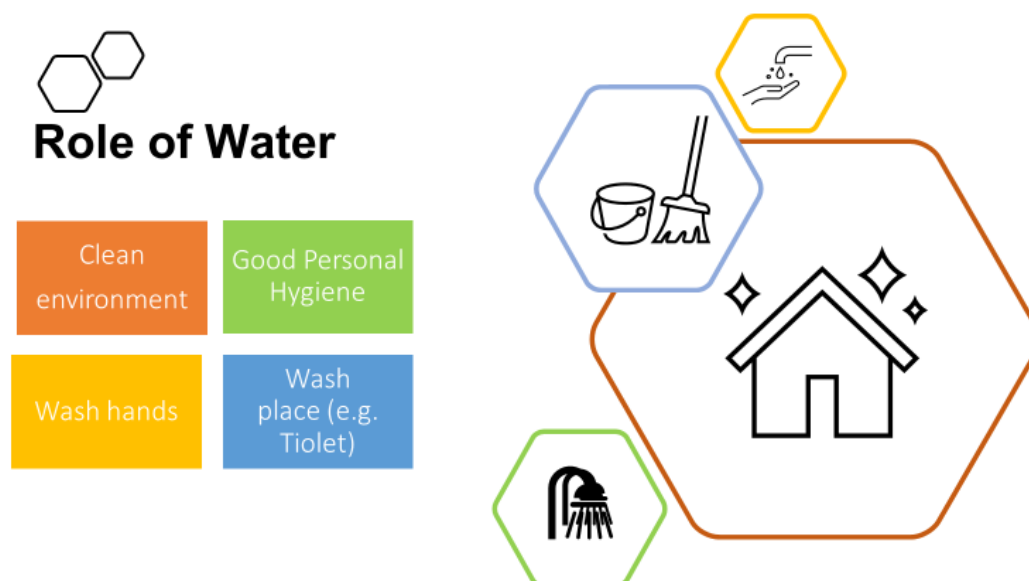 Role of Water
Clean
environment
Good Personal
Hygiene
Wash hands
Wash
place (e.g.
Tiolet)